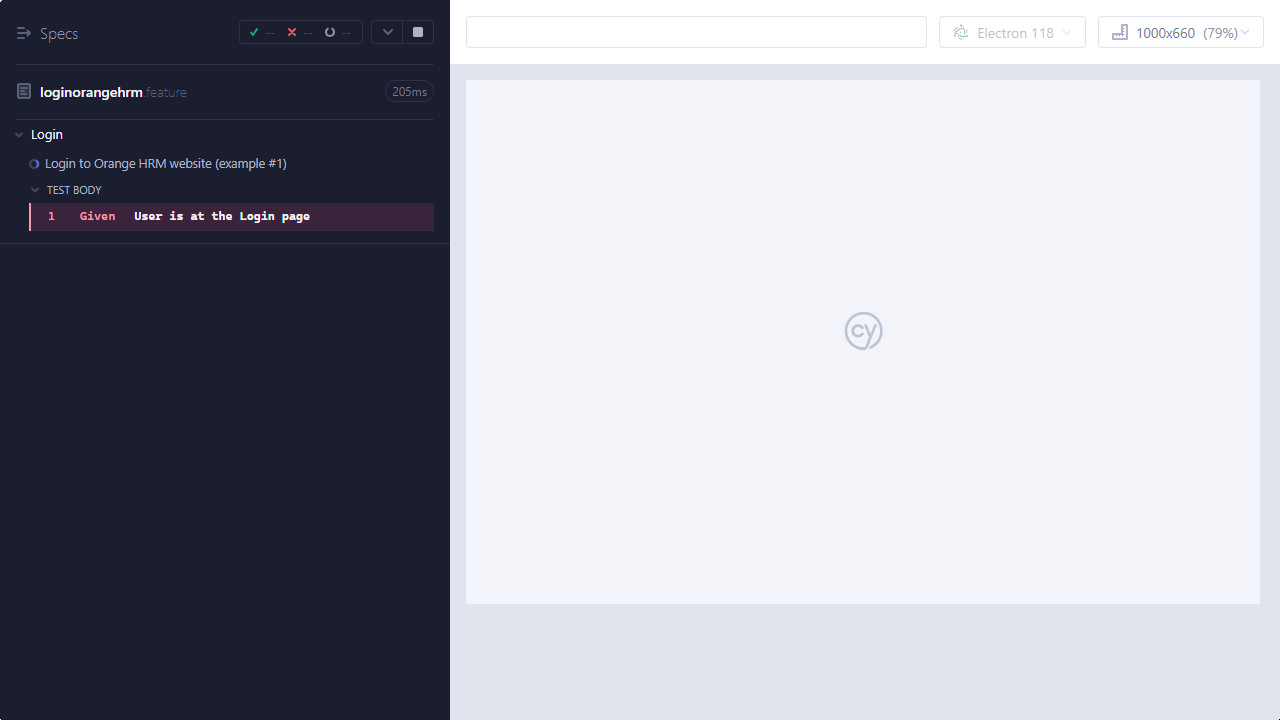 Specs
-- -- --
loginorangehrm.feature 205ms
Login
Login to Orange HRM website (example #1)
TEST BODY
1 Given User is at the Login page
Electron 118
1000x660 (79%)
cy